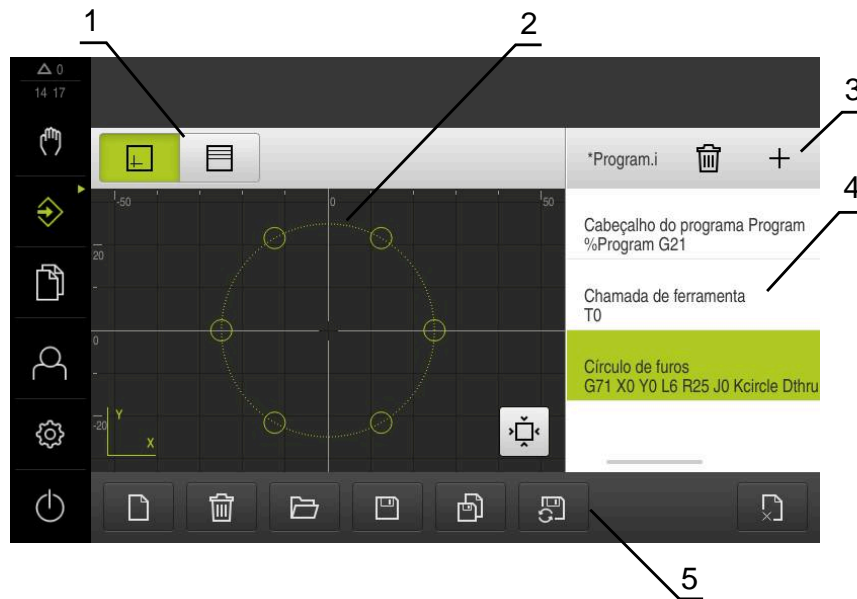 1
2
3
4
5
0
14 17
*Program.i
-50
0
50
20
0
-20
Y
X
Cabeçalho do programa Program
%Program G21
Chamada de ferramenta
T0
Círculo de furos
G71 X0 Y0 L6 R25 J0 Kcircle Dthru